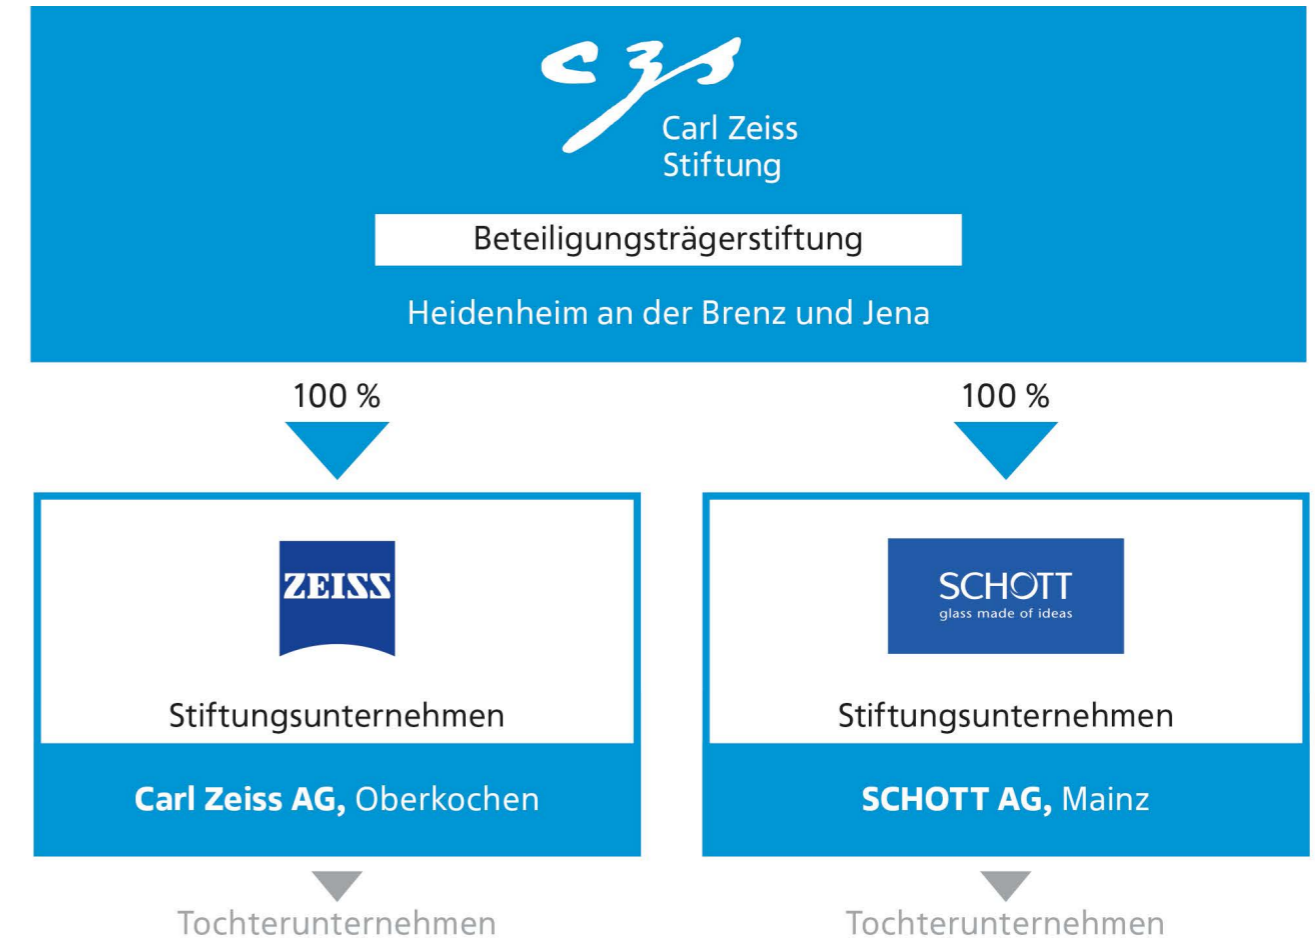 czs
Carl Zeiss
Stiftung
Beteiligungsträgerstiftung
Heidenheim an der Brenz und Jena
100 %
100 %
ZEISS
Stiftungsunternehmen
Carl Zeiss AG, Oberkochen
Tochterunternehmen
SCHOTT
glass made of ideas
Stiftungsunternehmen
SCHOTT AG, Mainz
Tochterunternehmen